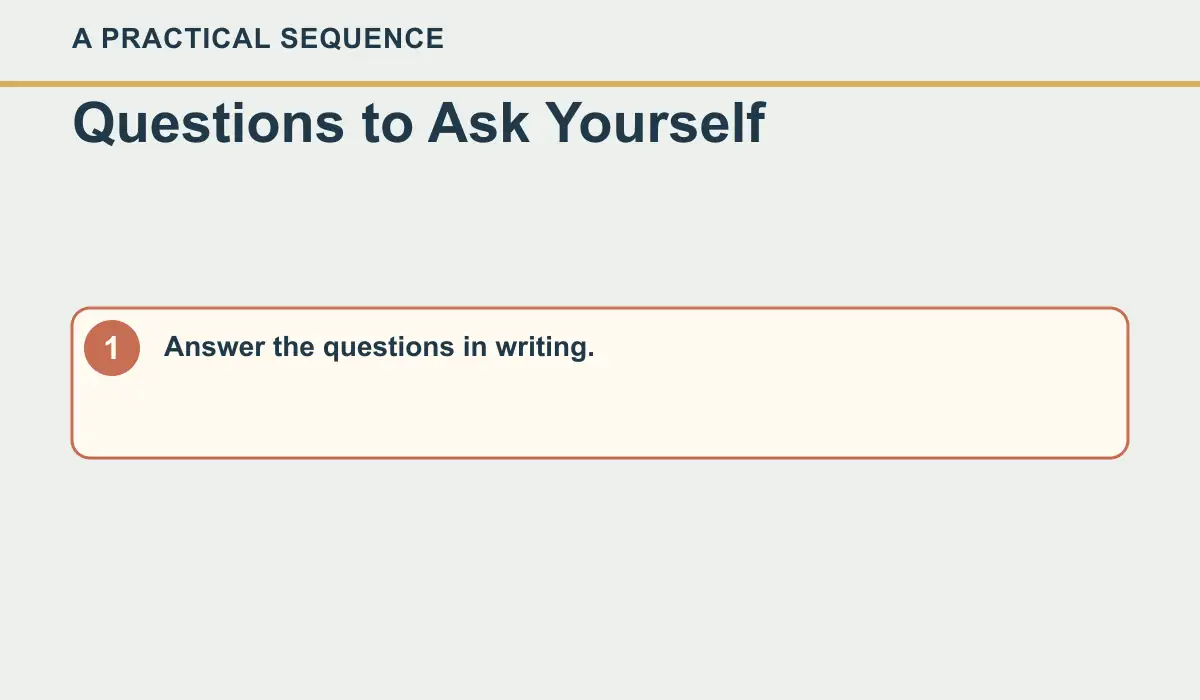 A PRACTICAL SEQUENCE
Questions to Ask Yourself
1
Answer the questions in writing.